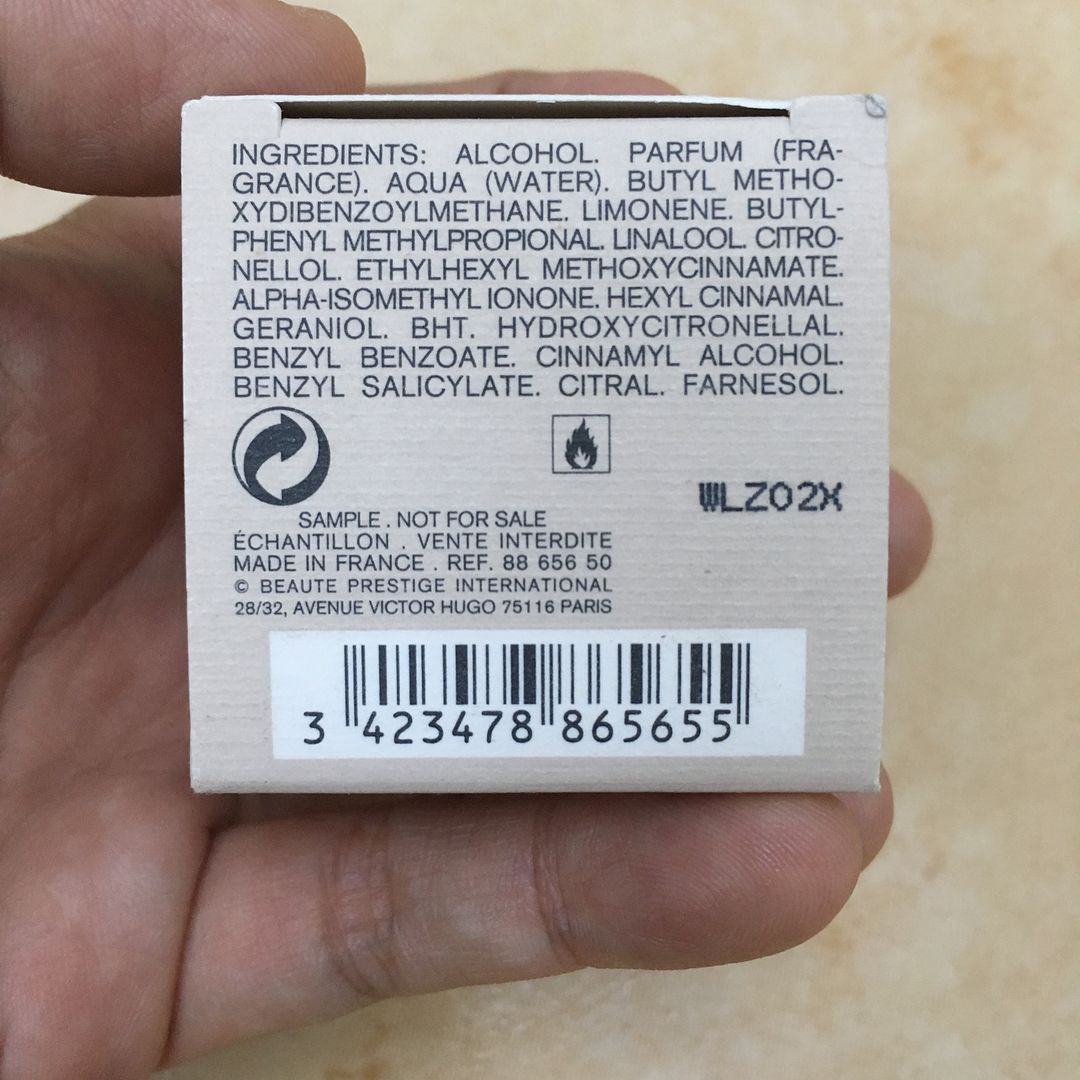 INGREDIENTS: ALCOHOL. PARFUM (FRA-
GRANCE). AQUA (WATER). BUTYL METHO-
XYDIBENZOYLMETHANE. LIMONENE. BUTYL-
PHENYL METHYLPROPIONAL. LINALOOL. CITRO-
NELLOL. ETHYLHEXYL METHOXYCINNAMATE.
ALPHA-ISOMETHYL IONONE. HEXYL CINNAMAL.
GERANIOL. BHT. HYDROXYCITRONELLAL.
BENZYL BENZOATE. CINNAMYL ALCOHOL.
BENZYL SALICYLATE. CITRAL. FARNESOL.
WLZ02X
SAMPLE . NOT FOR SALE
ÉCHANTILLON . VENTE INTERDITE
MADE IN FRANCE . REF. 88 656 50
© BEAUTE PRESTIGE INTERNATIONAL
28/32, AVENUE VICTOR HUGO 75116 PARIS
3 423478 865655